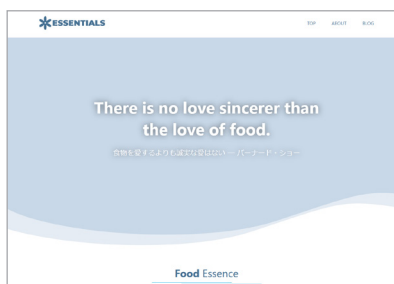 ESSENTIALS
TOP ABOUT BLOG
There is no love sincerer than
the love of food.
食物を愛するよりも誠実な愛はない — バーナード・ショー
Food Essence